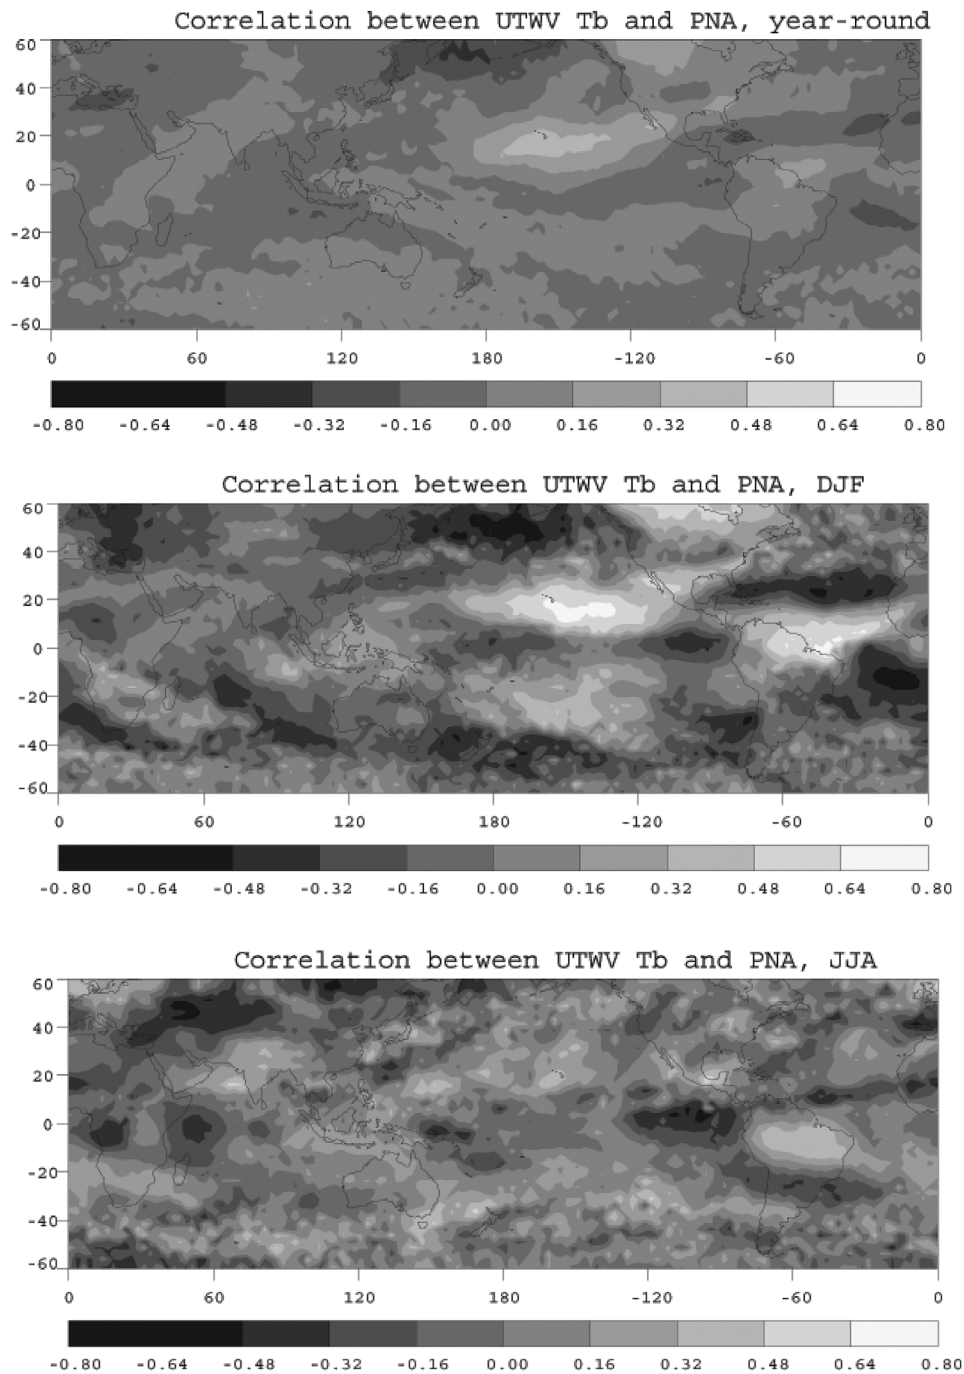 Correlation between UTWV Tb and PNA, year-round
60
40
20
0
-20
-40
-60
0 60 120 180 -120 -60 0
-0.80 -0.64 -0.48 -0.32 -0.16 0.00 0.16 0.32 0.48 0.64 0.80
Correlation between UTWV Tb and PNA, DJF
60
40
20
0
-20
-40
-60
0 60 120 180 -120 -60 0
-0.80 -0.64 -0.48 -0.32 -0.16 0.00 0.16 0.32 0.48 0.64 0.80
Correlation between UTWV Tb and PNA, JJA
60
40
20
0
-20
-40
-60
0 60 120 180 -120 -60 0
-0.80 -0.64 -0.48 -0.32 -0.16 0.00 0.16 0.32 0.48 0.64 0.80